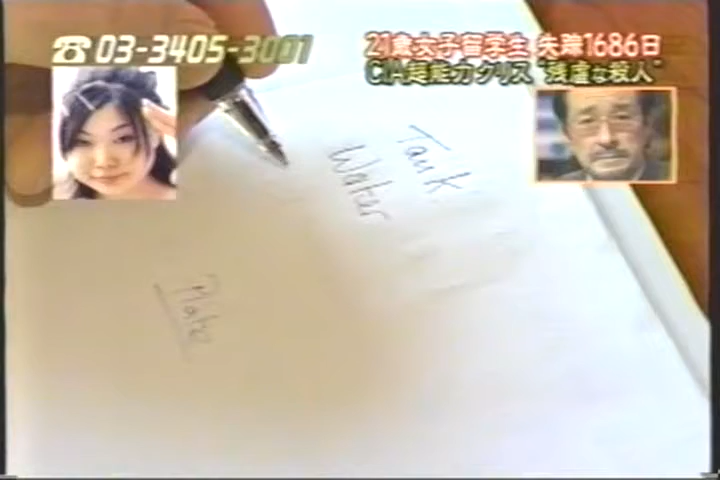 ☎03-3405-3001
21歳女子留学生 失踪1686日
CIA超能力クリス “残虐な殺人”
Tank
Water
Plate